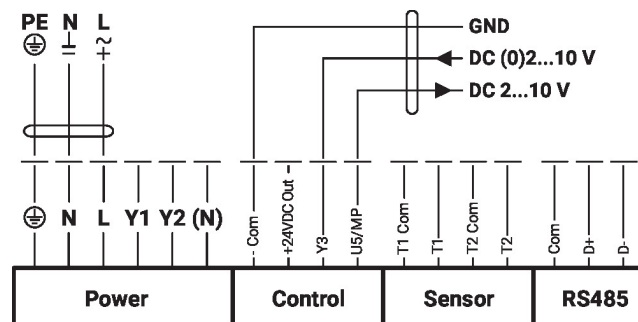 PE N L
GND
DC (0)2...10 V
DC 2...10 V
N L Y1 Y2 (N)
- Com
+24VDC Out
Y3
U5/MP
T1 Com
T1
T2 Com
T2
Com
D+
D-
Power
Control
Sensor
RS485